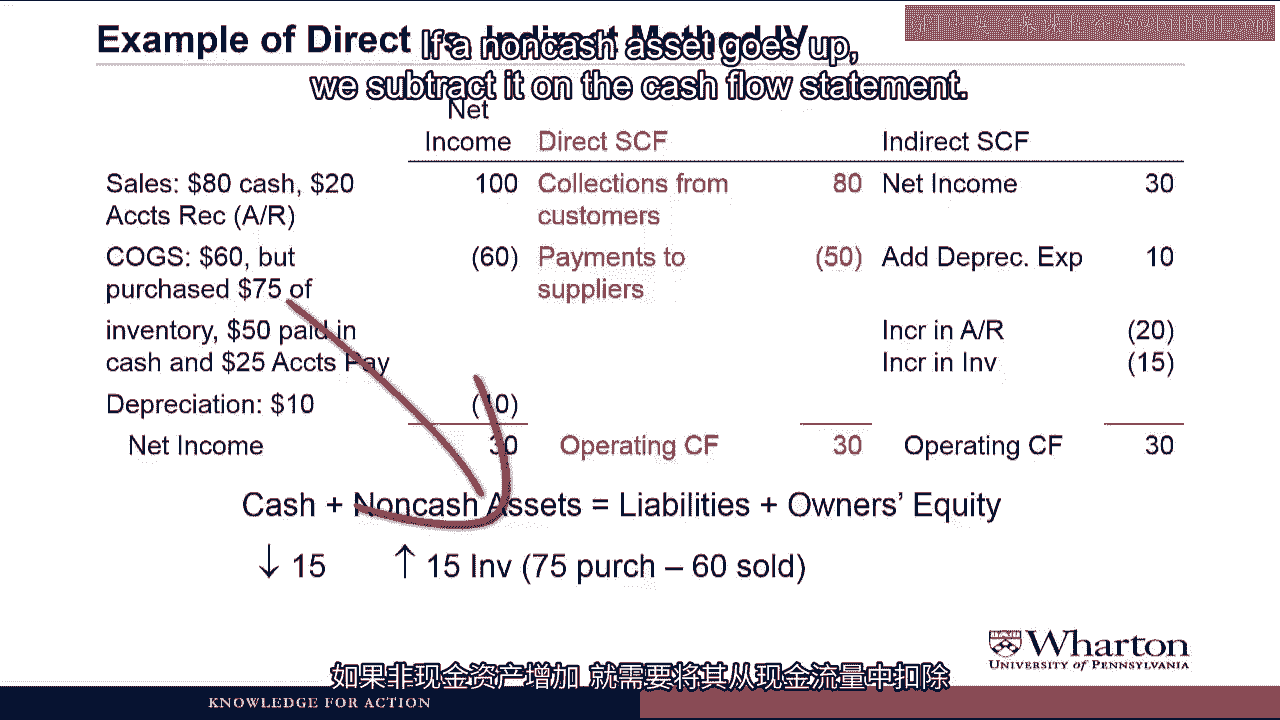 Example of Direct vs. Indirect Method IV
If a noncash asset goes up,
we subtract it on the cash flow statement.
Net
Income Direct SCF Indirect SCF
Sales: $80 cash, $20 100 Collections from 80 Net Income 30
Accts Rec (A/R) customers
COGS: $60, but (60) Payments to (50) Add Deprec. Exp 10
purchased $75 of suppliers
inventory, $50 paid in Incr in A/R (20)
cash and $25 Accts Pay Incr in Inv (15)
Depreciation: $10 (10)
Net Income 30 Operating CF 30 Operating CF 30
Cash + Noncash Assets = Liabilities + Owners’ Equity
↓ 15 ↑ 15 Inv (75 purch – 60 sold)
Wharton
UNIVERSITY of PENNSYLVANIA
如果非现金资产增加 就需要将其从现金流量中扣除
KNOWLEDGE FOR ACTION